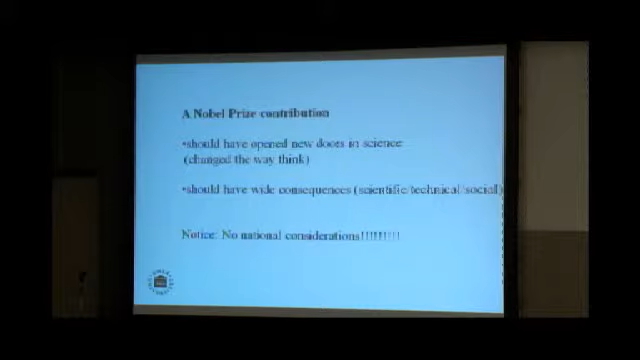 A Nobel Prize contribution
•should have opened new doors in science
(changed the way think)
•should have wide consequences (scientific/technical/social)
Notice: No national considerations!!!!!!!!!